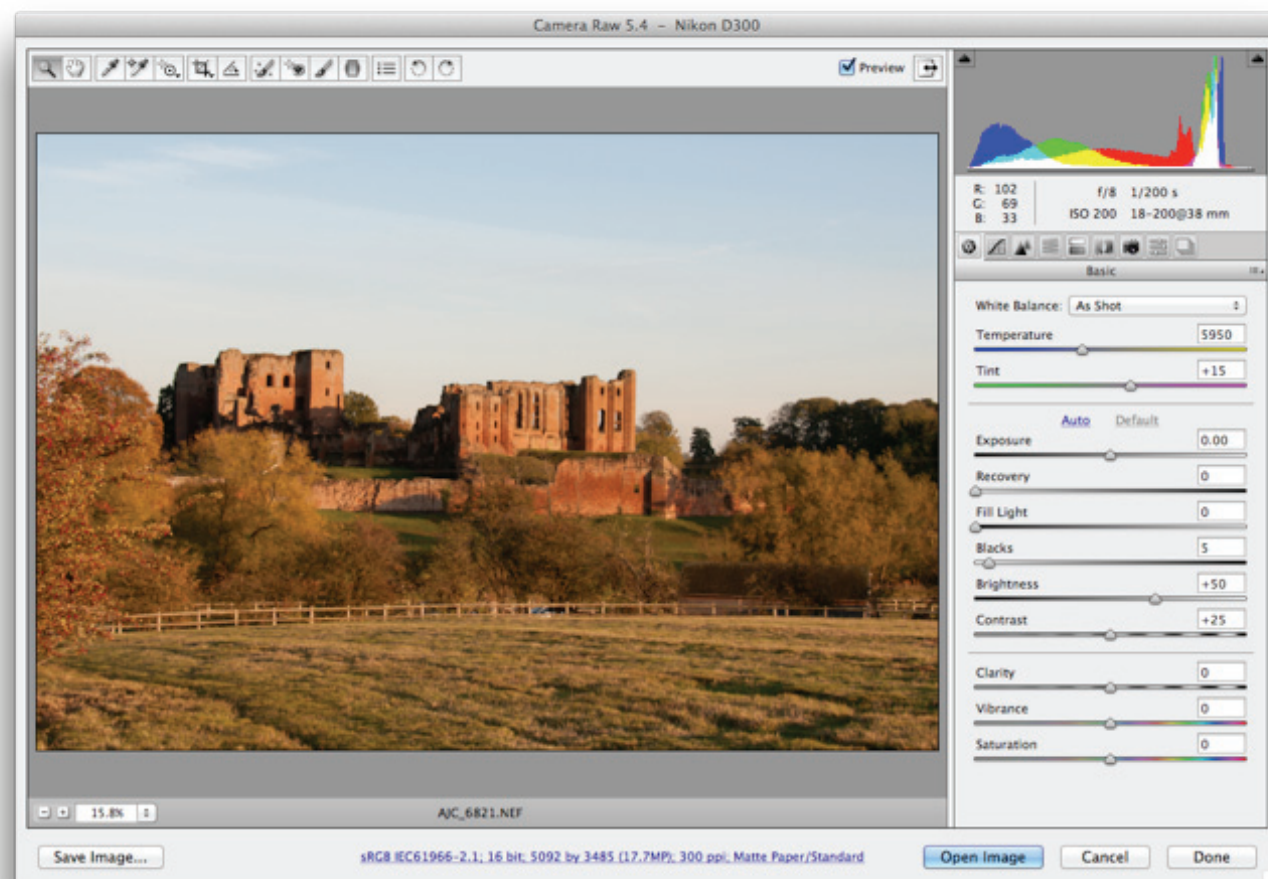 Camera Raw 5.4 – Nikon D300
Preview
R: 102
G: 69
B: 33
f/8 1/200 s
ISO 200 18-200@38 mm
Basic
White Balance: As Shot
Temperature 5950
Tint +15
Auto Default
Exposure 0.00
Recovery 0
Fill Light 0
Blacks 5
Brightness +50
Contrast +25
Clarity 0
Vibrance 0
Saturation 0
15.8%
AJC_6821.NEF
Save Image...
sRGB IEC61966-2.1; 16 bit; 5092 by 3485 (17.7MP); 300 ppi; Matte Paper/Standard
Open Image
Cancel
Done